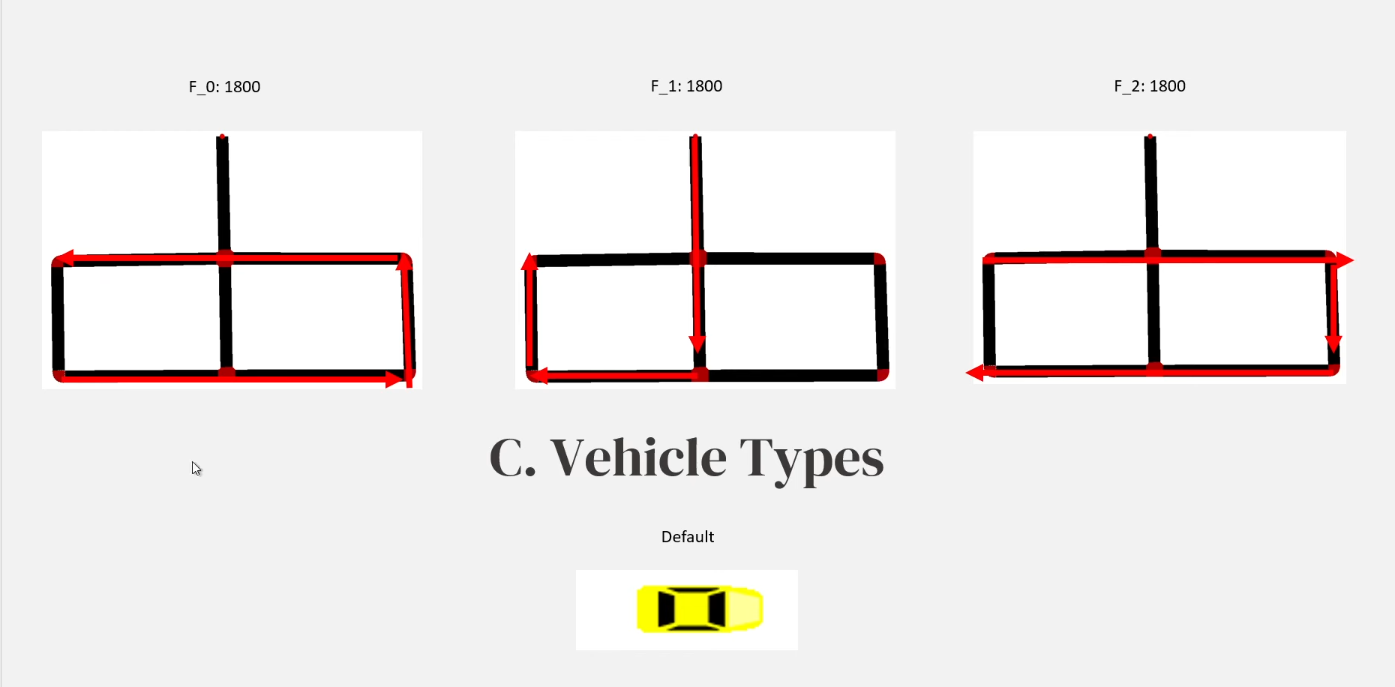 F_0: 1800
F_1: 1800
F_2: 1800
C. Vehicle Types
Default